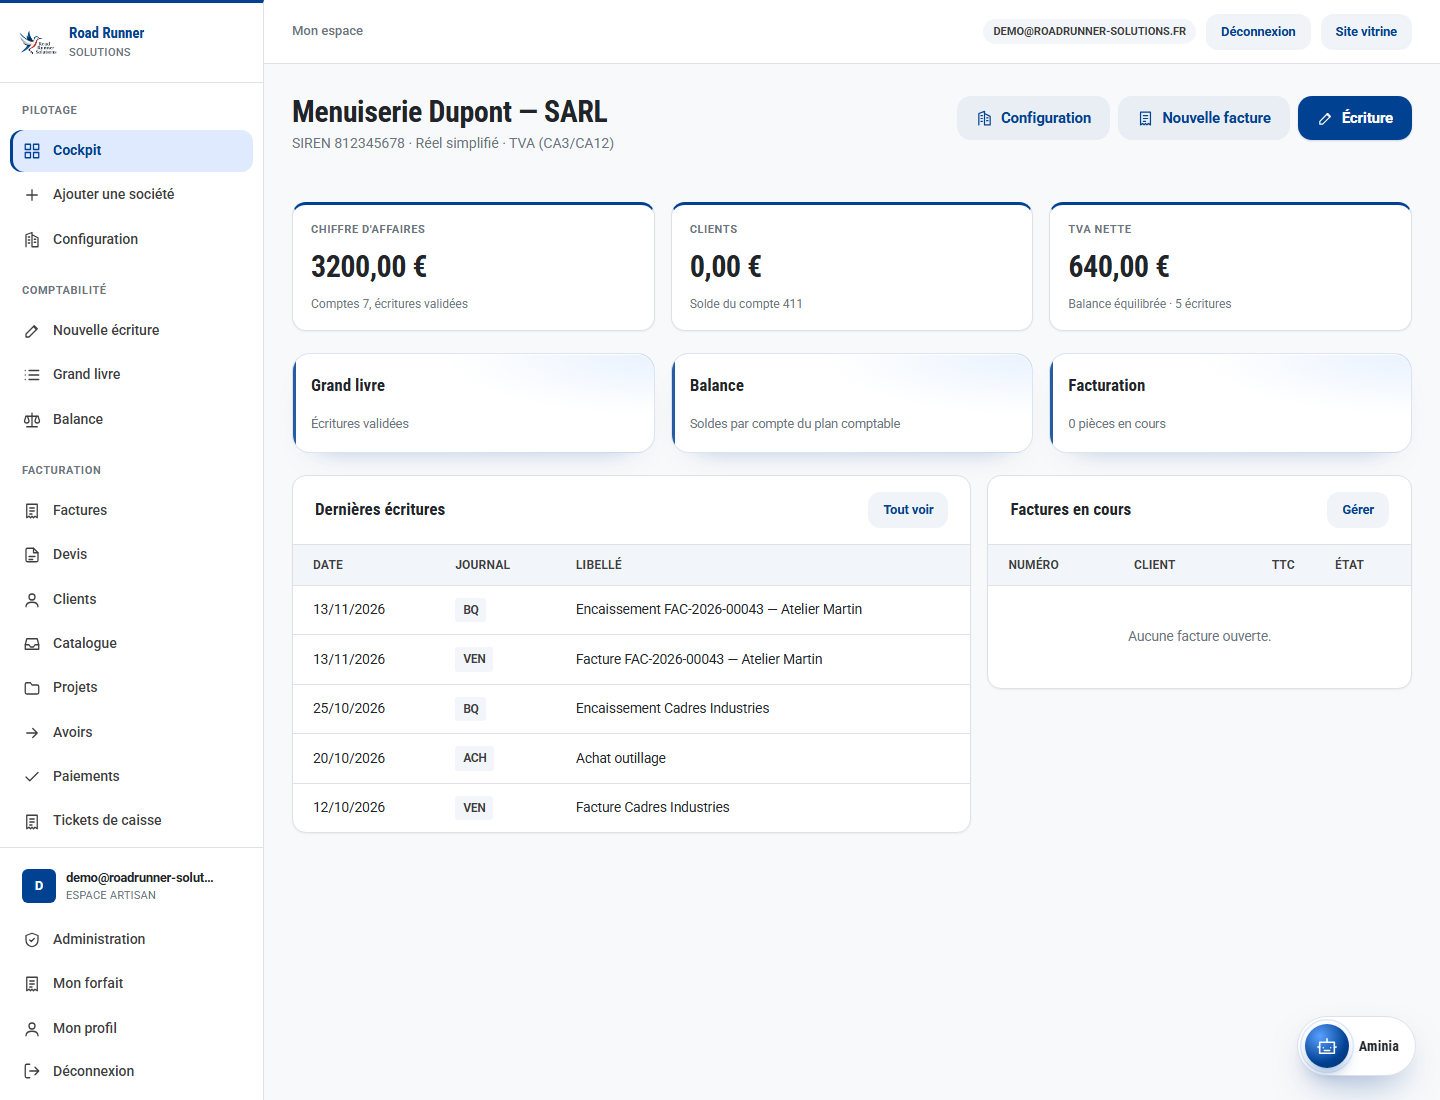 Road Runner
SOLUTIONS
Road
Runner
Solutions
PILOTAGE
Cockpit
Ajouter une société
Configuration
COMPTABILITÉ
Nouvelle écriture
Grand livre
Balance
FACTURATION
Factures
Devis
Clients
Catalogue
Projets
Avoirs
Paiements
Tickets de caisse
D
demo@roadrunner-solut...
ESPACE ARTISAN
Administration
Mon forfait
Mon profil
Déconnexion
Mon espace
DEMO@ROADRUNNER-SOLUTIONS.FR
Déconnexion
Site vitrine
Menuiserie Dupont — SARL
SIREN 812345678 · Réel simplifié · TVA (CA3/CA12)
Configuration
Nouvelle facture
Écriture
CHIFFRE D'AFFAIRES
3200,00 €
Comptes 7, écritures validées
CLIENTS
0,00 €
Solde du compte 411
TVA NETTE
640,00 €
Balance équilibrée · 5 écritures
Grand livre
Écritures validées
Balance
Soldes par compte du plan comptable
Facturation
0 pièces en cours
Dernières écritures
Tout voir
DATE JOURNAL LIBELLÉ
13/11/2026 BQ Encaissement FAC-2026-00043 — Atelier Martin
13/11/2026 VEN Facture FAC-2026-00043 — Atelier Martin
25/10/2026 BQ Encaissement Cadres Industries
20/10/2026 ACH Achat outillage
12/10/2026 VEN Facture Cadres Industries
Factures en cours
Gérer
NUMÉRO CLIENT TTC ÉTAT
Aucune facture ouverte.
Aminia